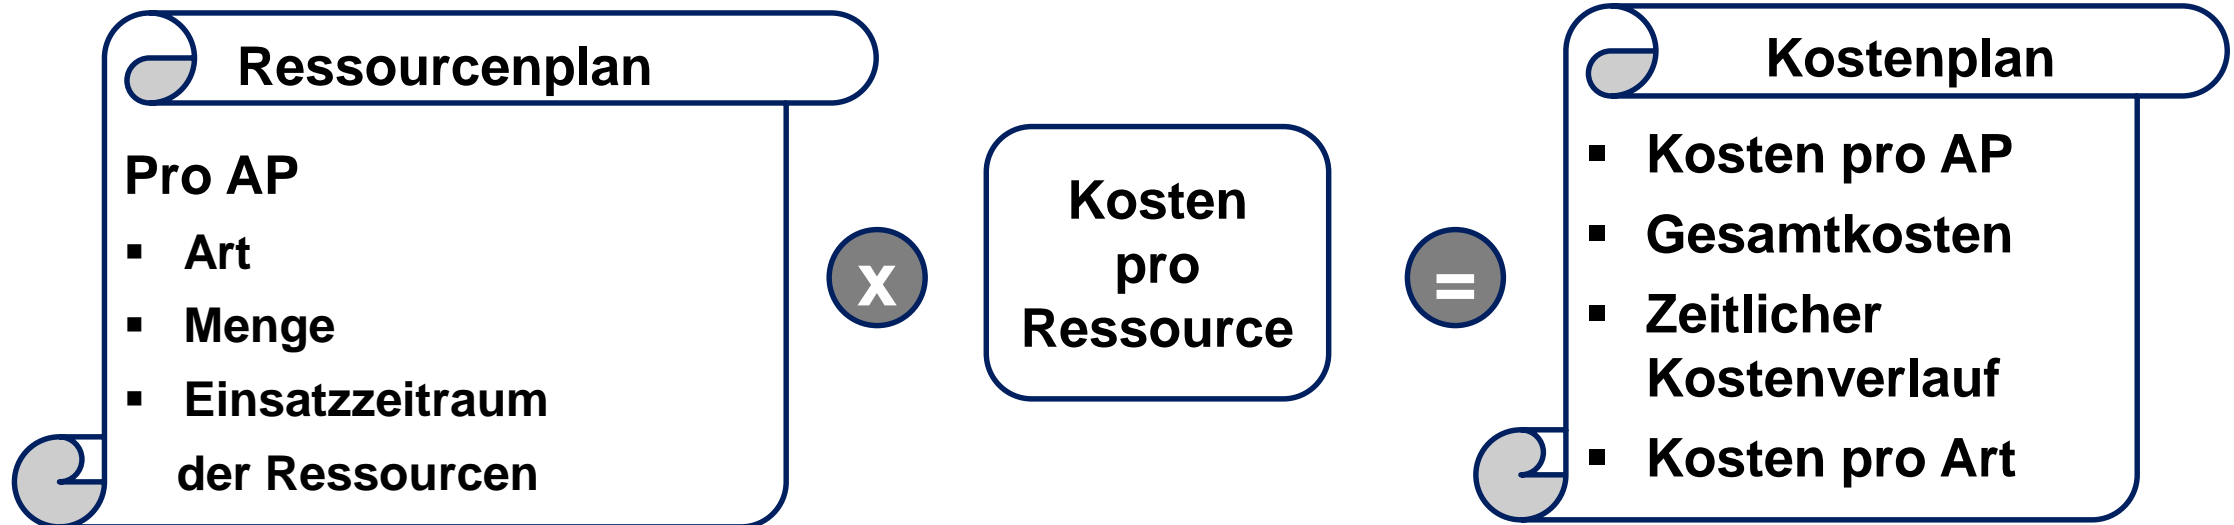 Ressourcenplan
Pro AP
▪ Art
▪ Menge
▪ Einsatzzeitraum
der Ressourcen
x
Kosten
pro
Ressource
=
Kostenplan
▪ Kosten pro AP
▪ Gesamtkosten
▪ Zeitlicher
Kostenverlauf
▪ Kosten pro Art